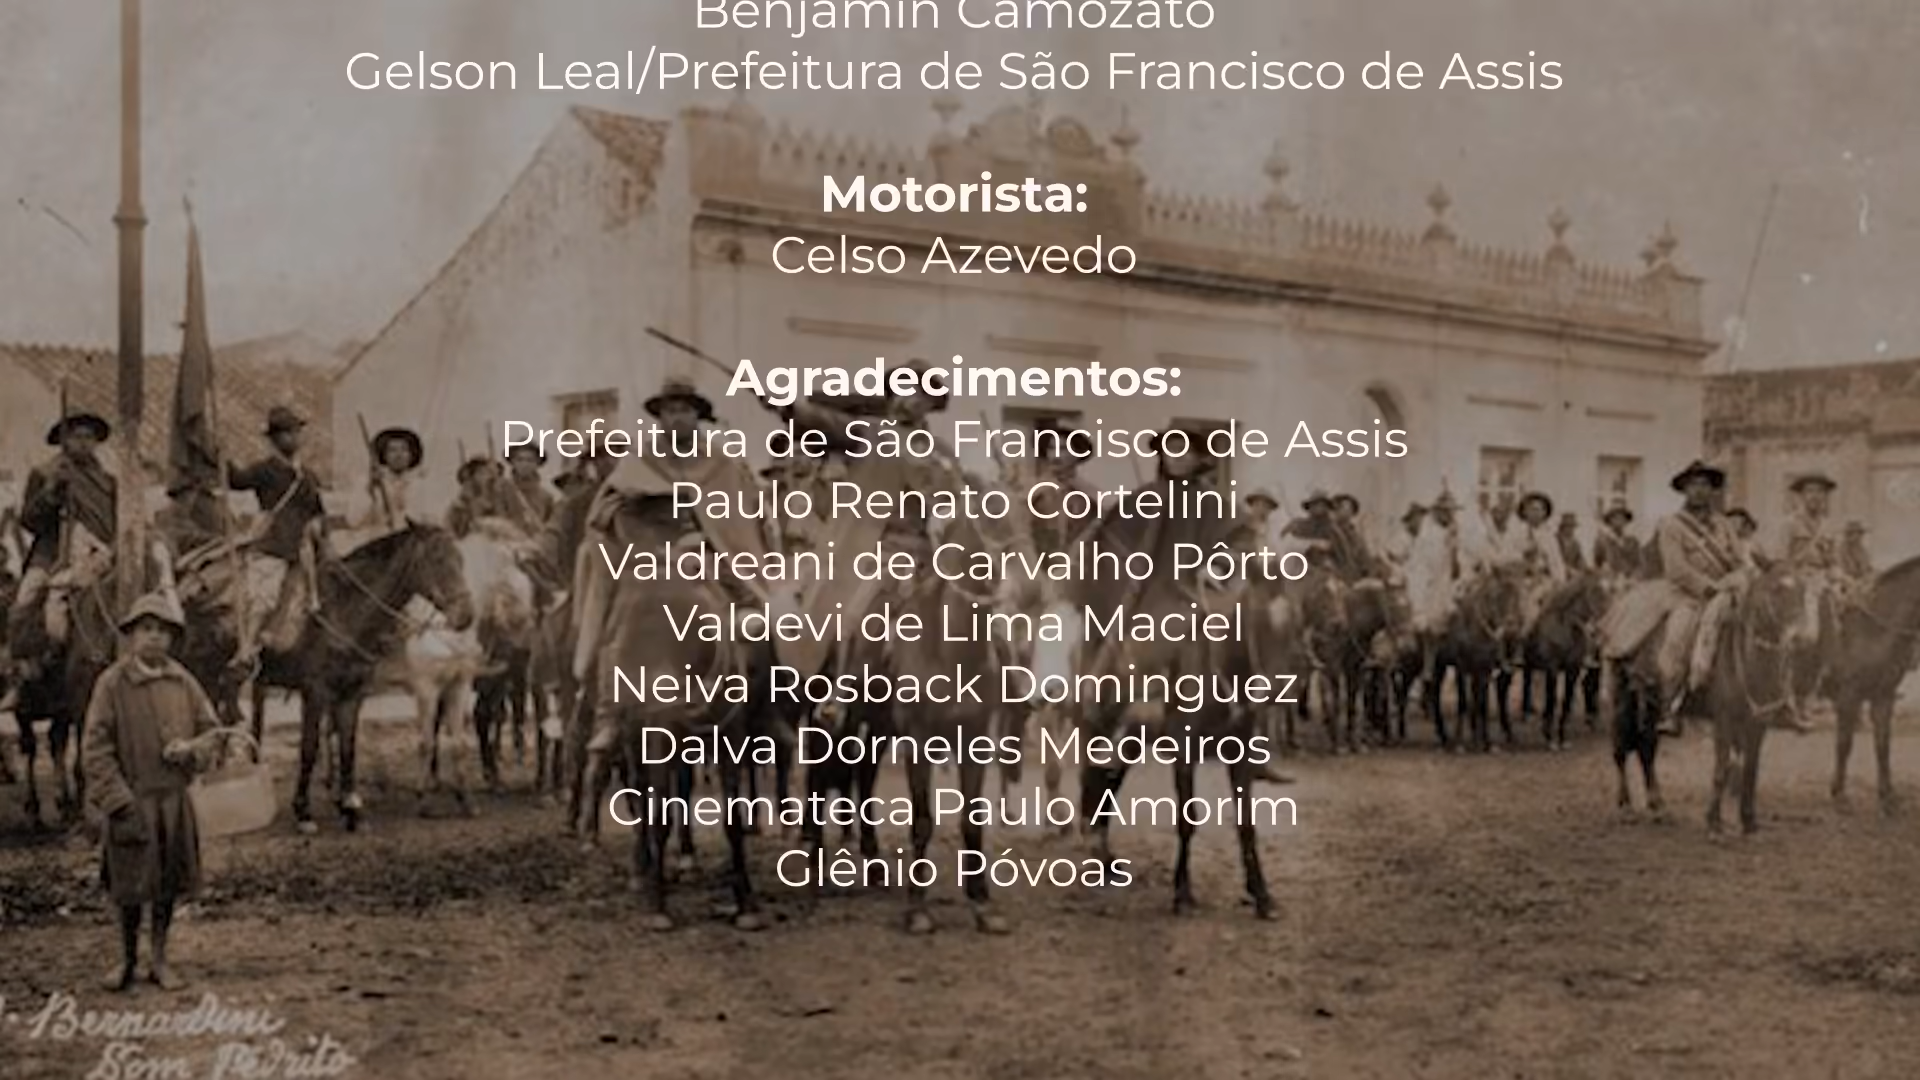 Benjamin Camozato
Gelson Leal/Prefeitura de São Francisco de Assis
Motorista:
Celso Azevedo
Agradecimentos:
Prefeitura de São Francisco de Assis
Paulo Renato Cortelini
Valdreani de Carvalho Pôrto
Valdevi de Lima Maciel
Neiva Rosback Dominguez
Dalva Dorneles Medeiros
Cinemateca Paulo Amorim
Glênio Póvoas
Bernardini
Dom Pedrito